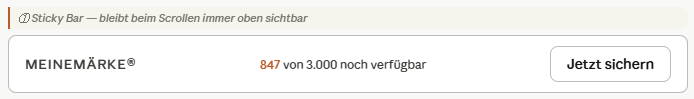 ⓘ Sticky Bar — bleibt beim Scrollen immer oben sichtbar
MEINEMÄRKE® 847 von 3.000 noch verfügbar Jetzt sichern